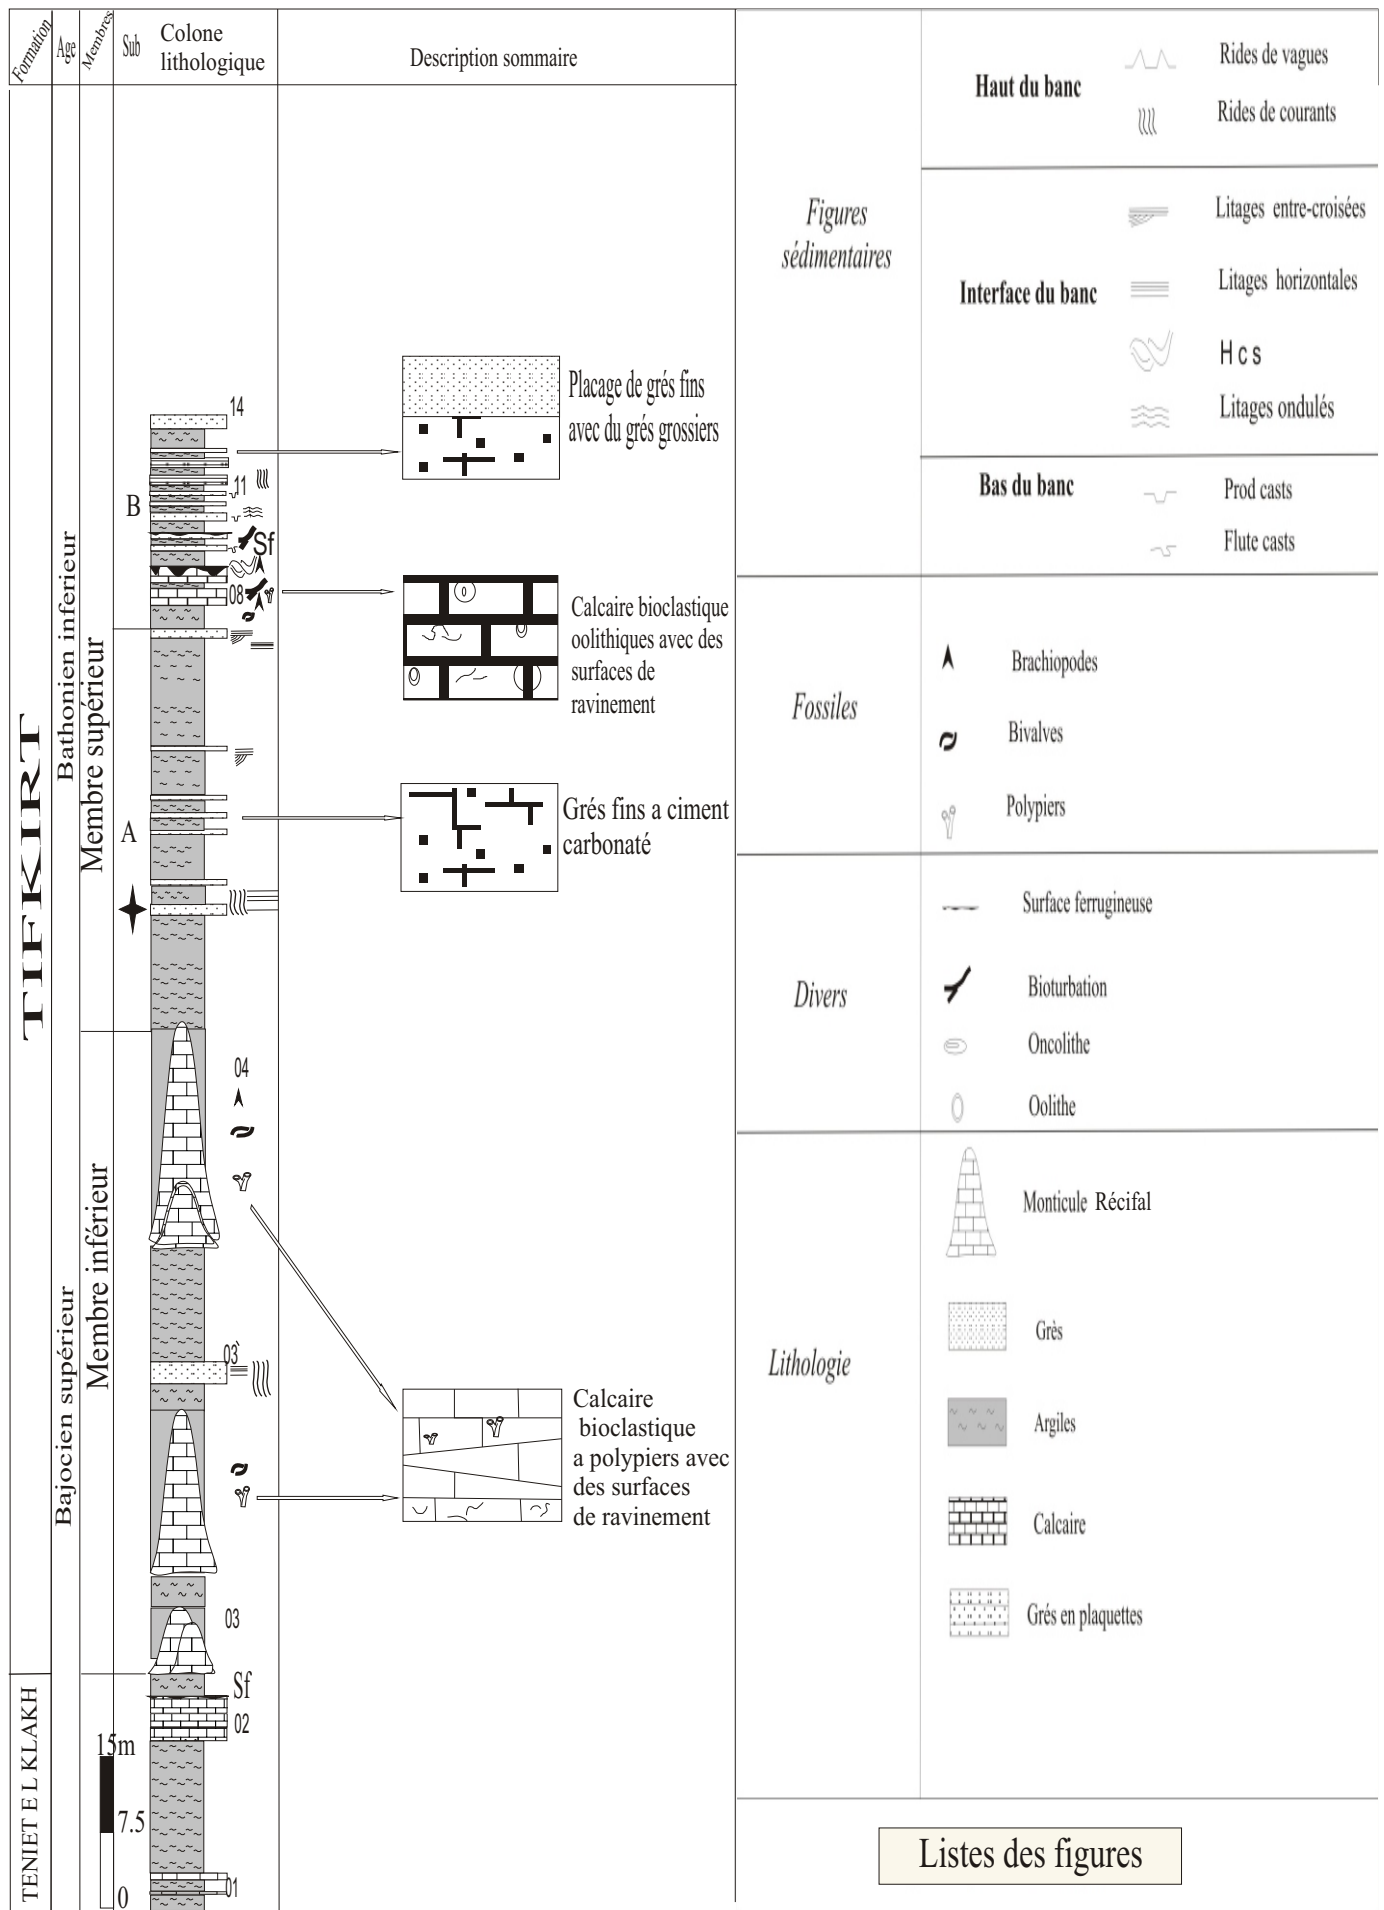 Formation
Age
Membres
Sub
Colone
lithologique
Description sommaire
TIFKIRT
TENIET E L KLAKH
Bathonien inferieur
Bajocien supérieur
Membre supérieur
Membre inférieur
B
A
14
11
Sf
08
04
03'
03
Sf
02
01
15m
7.5
0
Placage de grés fins
avec du grés grossiers
Calcaire bioclastique
oolithiques avec des
surfaces de
ravinement
Grés fins a ciment
carbonaté
Calcaire
bioclastique
a polypiers avec
des surfaces
de ravinement
Figures
sédimentaires
Haut du banc
Rides de vagues
Rides de courants
Interface du banc
Litages entre-croisées
Litages horizontales
Hcs
Litages ondulés
Bas du banc
Prod casts
Flute casts
Fossiles
Brachiopodes
Bivalves
Polypiers
Divers
Surface ferrugineuse
Bioturbation
Oncolithe
Oolithe
Lithologie
Monticule Récifal
Grès
Argiles
Calcaire
Grés en plaquettes
Listes des figures